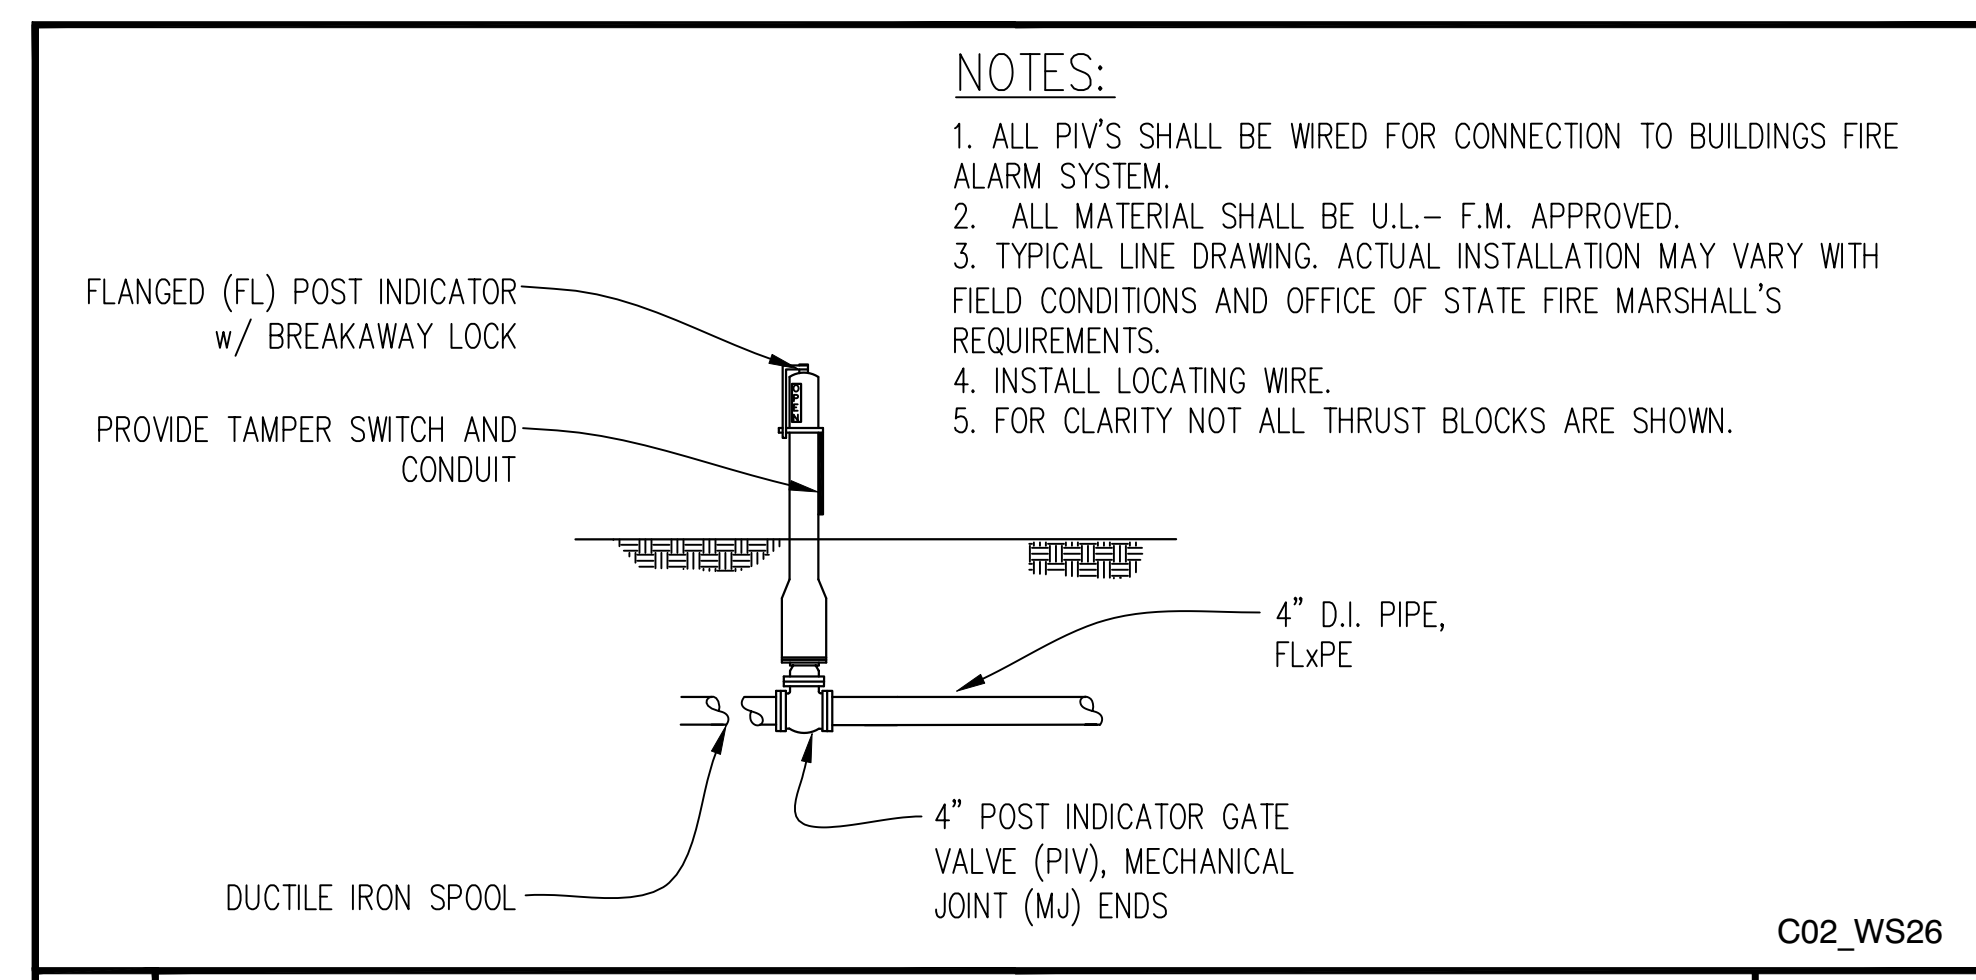 NOTES:
1. ALL PIV'S SHALL BE WIRED FOR CONNECTION TO BUILDINGS FIRE
ALARM SYSTEM.
2. ALL MATERIAL SHALL BE U.L.- F.M. APPROVED.
3. TYPICAL LINE DRAWING. ACTUAL INSTALLATION MAY VARY WITH
FIELD CONDITIONS AND OFFICE OF STATE FIRE MARSHALL'S
REQUIREMENTS.
4. INSTALL LOCATING WIRE.
5. FOR CLARITY NOT ALL THRUST BLOCKS ARE SHOWN.
FLANGED (FL) POST INDICATOR
w/ BREAKAWAY LOCK
OPEN
PROVIDE TAMPER SWITCH AND
CONDUIT
4" D.I. PIPE,
FLxPE
4" POST INDICATOR GATE
VALVE (PIV), MECHANICAL
JOINT (MJ) ENDS
DUCTILE IRON SPOOL
C02_WS26